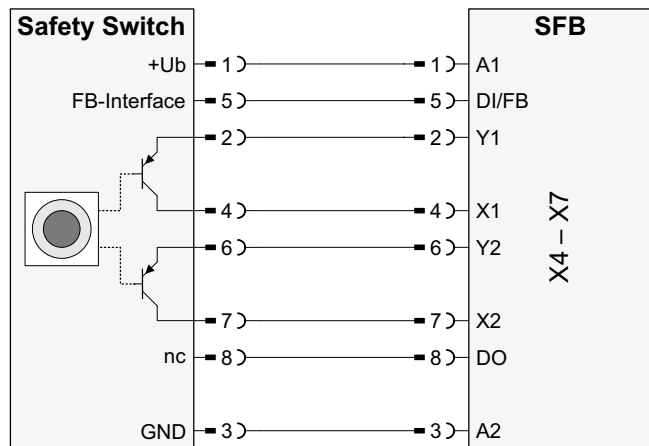 Safety Switch SFB
+Ub 1 1 A1
FB-Interface 5 5 DI/FB
2 2 Y1
4 4 X1
6 6 Y2
X4 – X7
7 7 X2
nc 8 8 DO
GND 3 3 A2